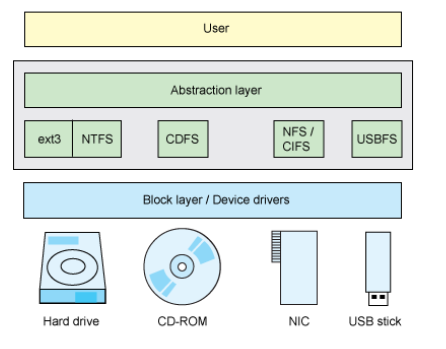 User
Abstraction layer
ext3 NTFS CDFS NFS / CIFS USBFS
Block layer / Device drivers
Hard drive CD-ROM NIC USB stick